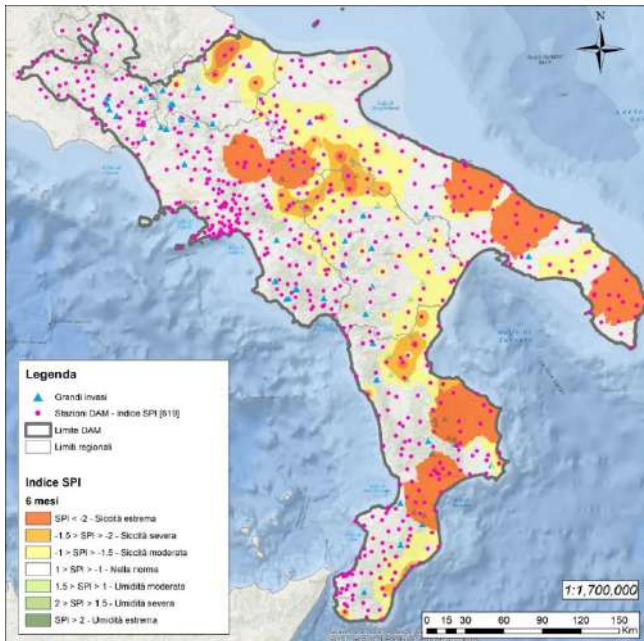 N
Legenda
Grandi invasi
Stazioni DAM - Indice SPI [619]
Limite DAM
Limiti regionali
Indice SPI
6 mesi
SPI < -2 - Siccità estrema
-1.5 > SPI > -2 - Siccità severa
-1 > SPI > -1.5 - Siccità moderata
1 > SPI > -1 - Nella norma
1.5 > SPI > 1 - Umidità moderata
2 > SPI > 1.5 - Umidità severa
SPI > 2 - Umidità estrema
1:1,700,000
0 15 30 60 90 120 150
Km